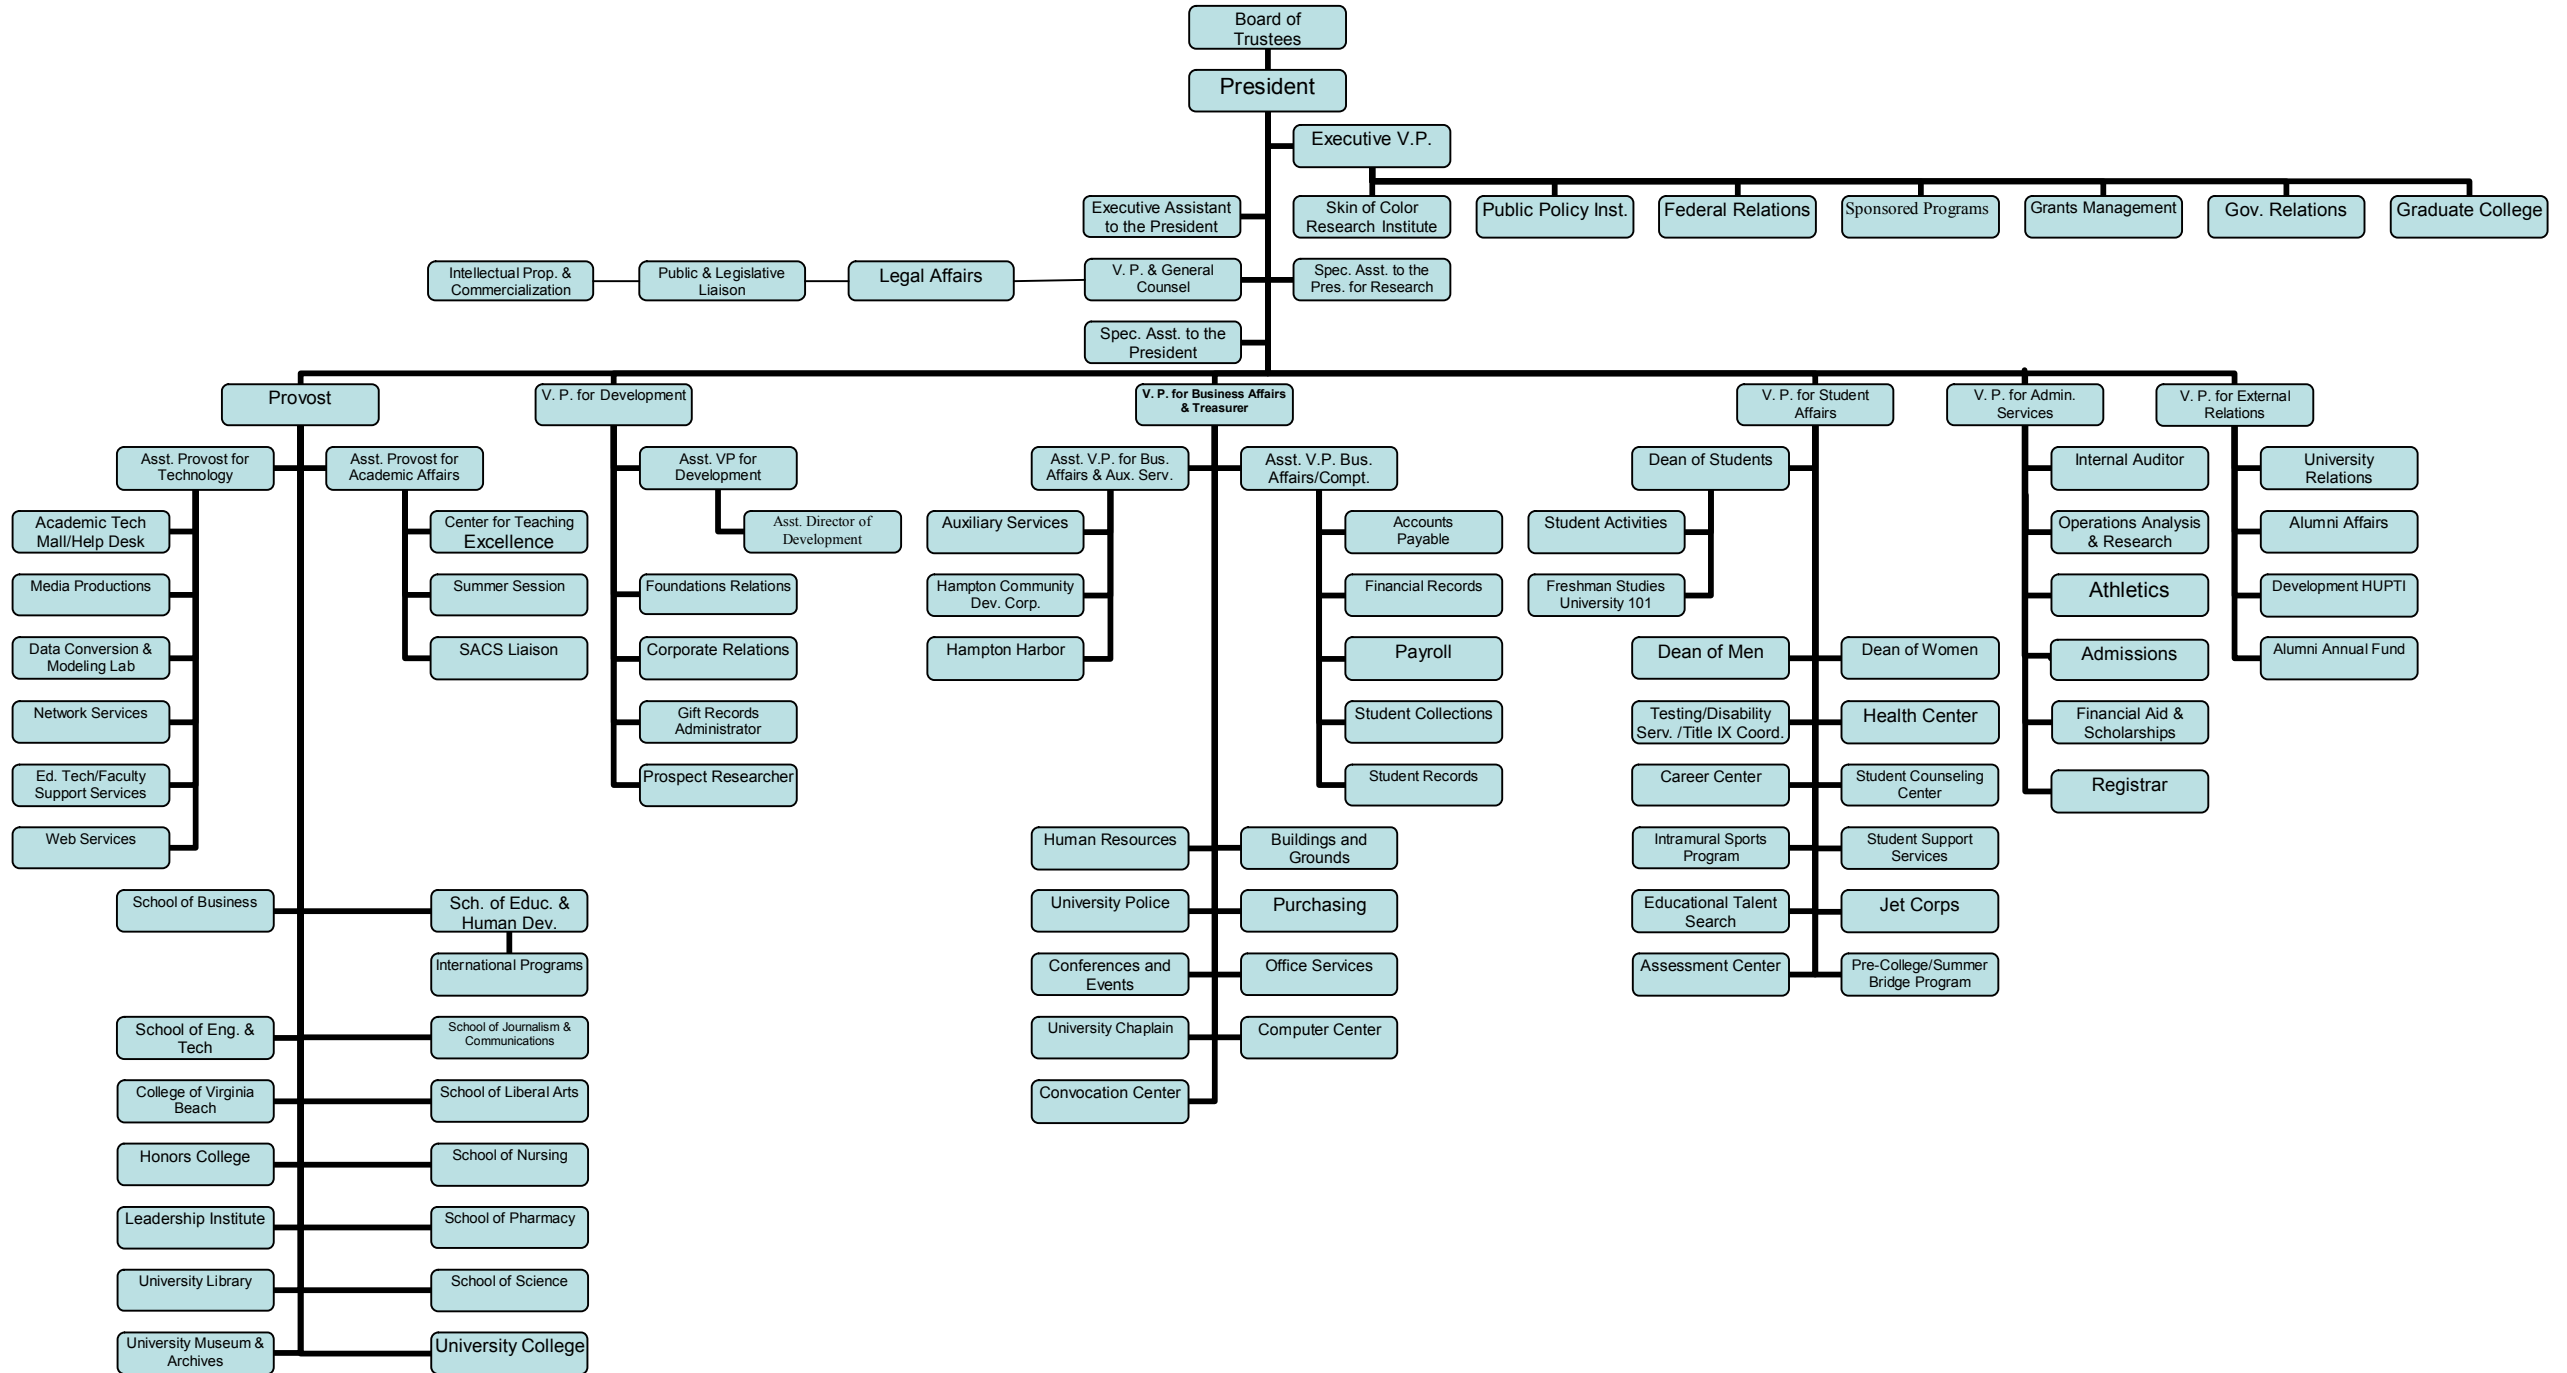 Board of
Trustees
President
Executive V.P.
Executive Assistant
to the President
Skin of Color
Research Institute
Public Policy Inst.
Federal Relations
Sponsored Programs
Grants Management
Gov. Relations
Graduate College
Intellectual Prop. &
Commercialization
Public & Legislative
Liaison
Legal Affairs
V. P. & General
Counsel
Spec. Asst. to the
Pres. for Research
Spec. Asst. to the
President
Provost
V. P. for Development
V. P. for Business Affairs
& Treasurer
V. P. for Student
Affairs
V. P. for Admin.
Services
V. P. for External
Relations
Asst. Provost for
Technology
Asst. Provost for
Academic Affairs
Asst. VP for
Development
Asst. V.P. for Bus.
Affairs & Aux. Serv.
Asst. V.P. Bus.
Affairs/Compt.
Dean of Students
Internal Auditor
University
Relations
Academic Tech
Mall/Help Desk
Center for Teaching
Excellence
Asst. Director of
Development
Auxiliary Services
Accounts
Payable
Student Activities
Operations Analysis
& Research
Alumni Affairs
Media Productions
Summer Session
Foundations Relations
Hampton Community
Dev. Corp.
Financial Records
Freshman Studies
University 101
Athletics
Development HUPTI
Data Conversion &
Modeling Lab
SACS Liaison
Corporate Relations
Hampton Harbor
Payroll
Dean of Men
Dean of Women
Admissions
Alumni Annual Fund
Network Services
Gift Records
Administrator
Student Collections
Testing/Disability
Serv. /Title IX Coord.
Health Center
Financial Aid &
Scholarships
Ed. Tech/Faculty
Support Services
Prospect Researcher
Student Records
Career Center
Student Counseling
Center
Registrar
Web Services
Human Resources
Buildings and
Grounds
Intramural Sports
Program
Student Support
Services
School of Business
Sch. of Educ. &
Human Dev.
University Police
Purchasing
Educational Talent
Search
Jet Corps
International Programs
Conferences and
Events
Office Services
Assessment Center
Pre-College/Summer
Bridge Program
School of Eng. &
Tech
School of Journalism &
Communications
University Chaplain
Computer Center
College of Virginia
Beach
School of Liberal Arts
Convocation Center
Honors College
School of Nursing
Leadership Institute
School of Pharmacy
University Library
School of Science
University Museum &
Archives
University College